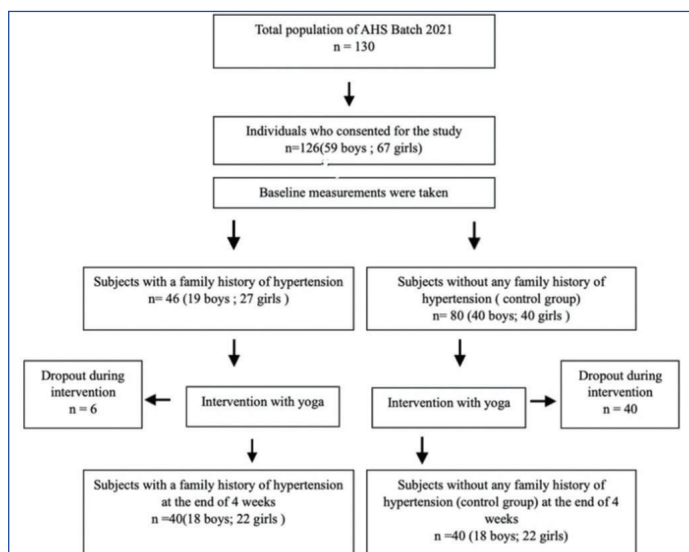 Total population of AHS Batch 2021
n = 130
Individuals who consented for the study
n=126(59 boys ; 67 girls)
Baseline measurements were taken
Subjects with a family history of hypertension
n= 46 (19 boys ; 27 girls )
Subjects without any family history of
hypertension ( control group)
n= 80 (40 boys; 40 girls )
Dropout during
intervention
n = 6
Intervention with yoga
Intervention with yoga
Dropout during
intervention
n = 40
Subjects with a family history of hypertension
at the end of 4 weeks
n =40(18 boys; 22 girls )
Subjects without any family history of
hypertension (control group) at the end of 4
weeks
n =40 (18 boys; 22 girls)